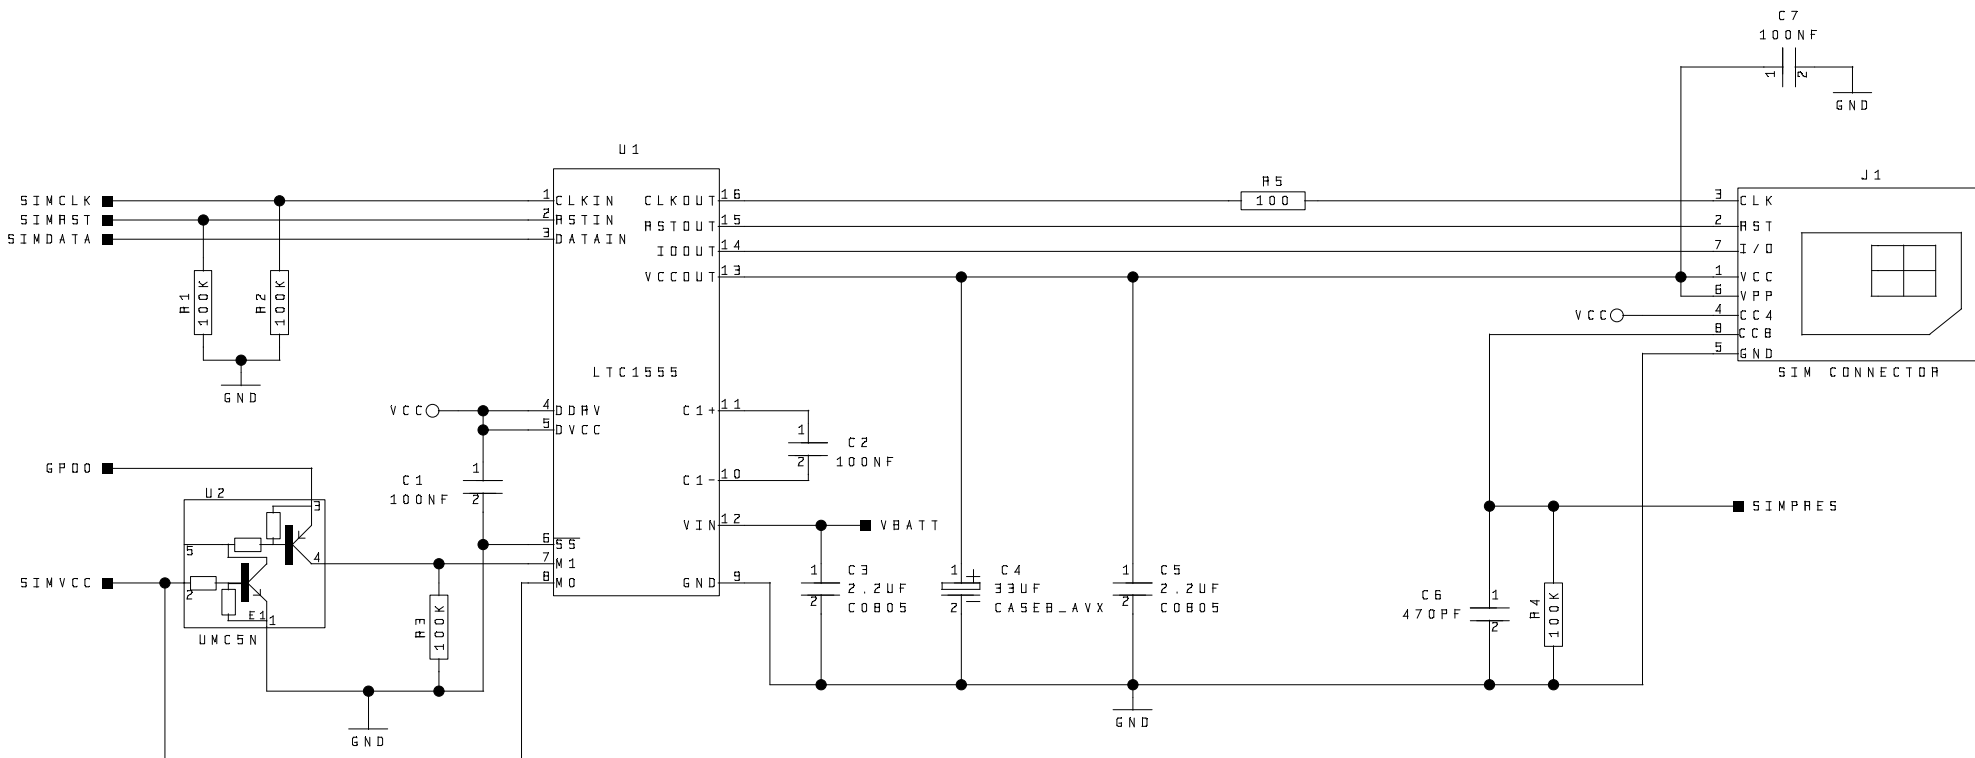 C7
100NF
1 2
GND
U1
J1
SIMCLK
1 CLKIN
CLKOUT 16
R5
100
3 CLK
SIMRST
2 RSTIN
RSTOUT 15
2 RST
SIMDATA
3 DATAIN
IOOUT 14
7 I/O
VCCOUT 13
1 VCC
6 VPP
VCC
4 CC4
8 CC8
5 GND
SIM CONNECTOR
R1
100K
R2
100K
GND
LTC1555
VCC
4 DDRV
5 DVCC
C1+ 11
C1- 10
1
2
C2
100NF
GPOO
C1
100NF
1
2
U2
3
5
4
2
E1
1
UMC5N
SIMVCC
6 SS
7 M1
8 M0
VIN 12
VBATT
GND 9
R3
100K
GND
1
2
C3
2.2UF
C0805
1
2
C4
33UF
CASEB_AVX
1
2
C5
2.2UF
C0805
GND
SIMPRES
C6
470PF
1
2
R4
100K